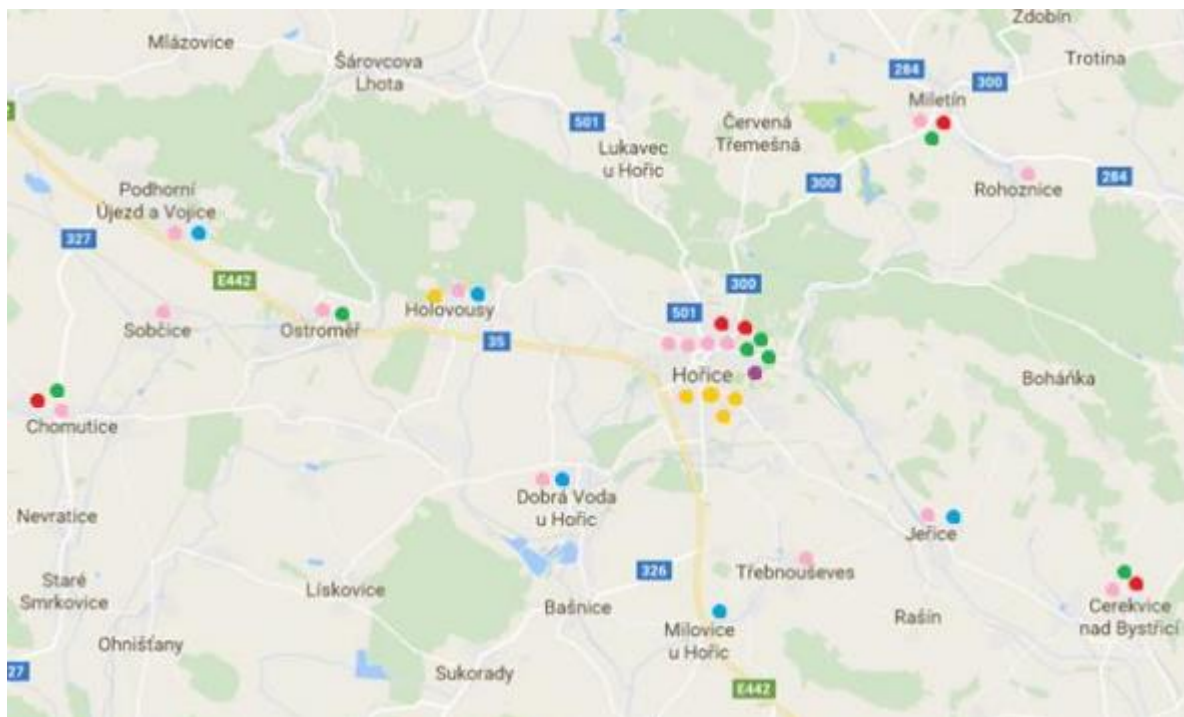 Zdobín
Mlázovice
Trotina
Šárovcova
Lhota
284
300
Miletín
501
Červená
Třemešná
Lukavec
u Hořic
300
Rohoznice
284
Podhorní
Újezd a Vojice
327
E442
300
Holovousy
501
Sobčice
Ostroměř
35
Hořice
Boháňka
Chomutice
Dobrá Voda
u Hořic
Nevratice
Jeřice
326
Třebnouševes
Staré
Smrkovice
Lískovice
Bašnice
Cerekvice
nad Bystřicí
Rašín
Milovice
u Hořic
Ohnišťany
Sukorady
27
E442